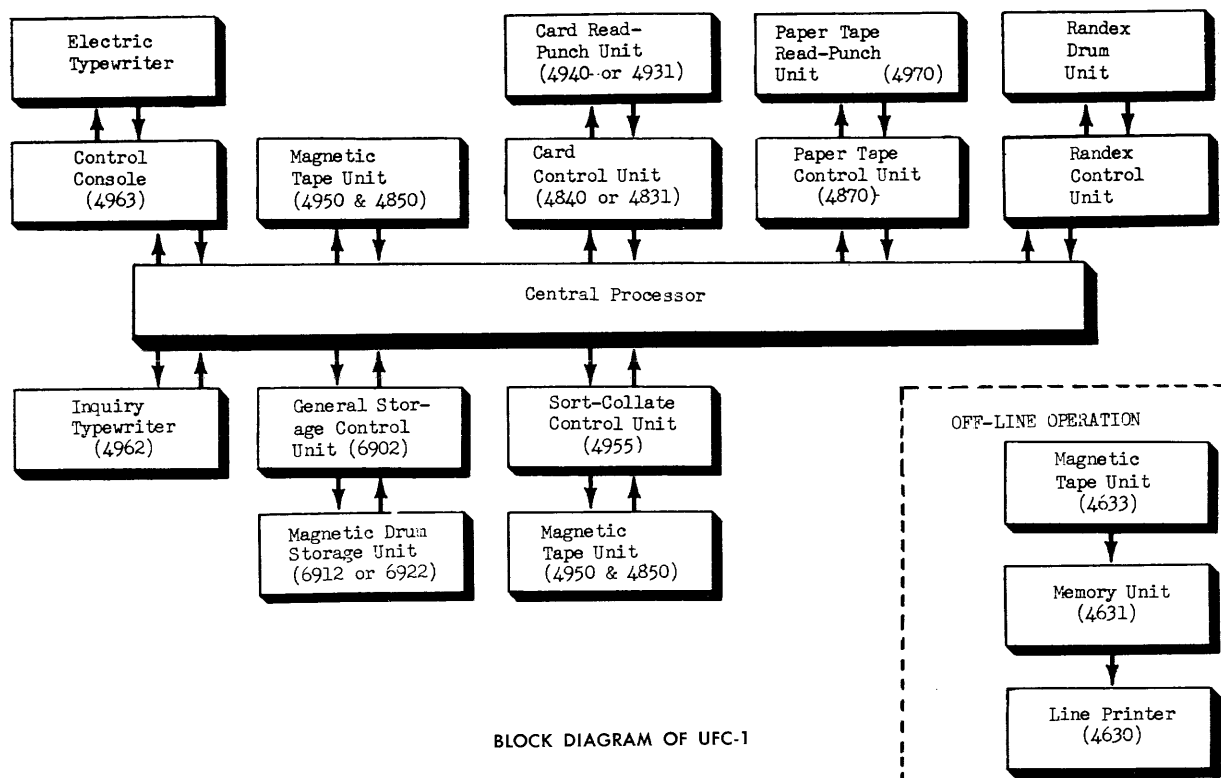 Electric
Typewriter
Card Read-
Punch Unit
(4940 or 4931)
Paper Tape
Read-Punch
Unit (4970)
Randex
Drum
Unit
Control
Console
(4963)
Magnetic
Tape Unit
(4950 & 4850)
Card
Control Unit
(4840 or 4831)
Paper Tape
Control Unit
(4870)
Randex
Control
Unit
Central Processor
Inquiry
Typewriter
(4962)
General Stor-
age Control
Unit (6902)
Sort-Collate
Control Unit
(4955)
Magnetic Drum
Storage Unit
(6912 or 6922)
Magnetic
Tape Unit
(4950 & 4850)
OFF-LINE OPERATION
Magnetic
Tape Unit
(4633)
Memory Unit
(4631)
Line Printer
(4630)
BLOCK DIAGRAM OF UFC-1